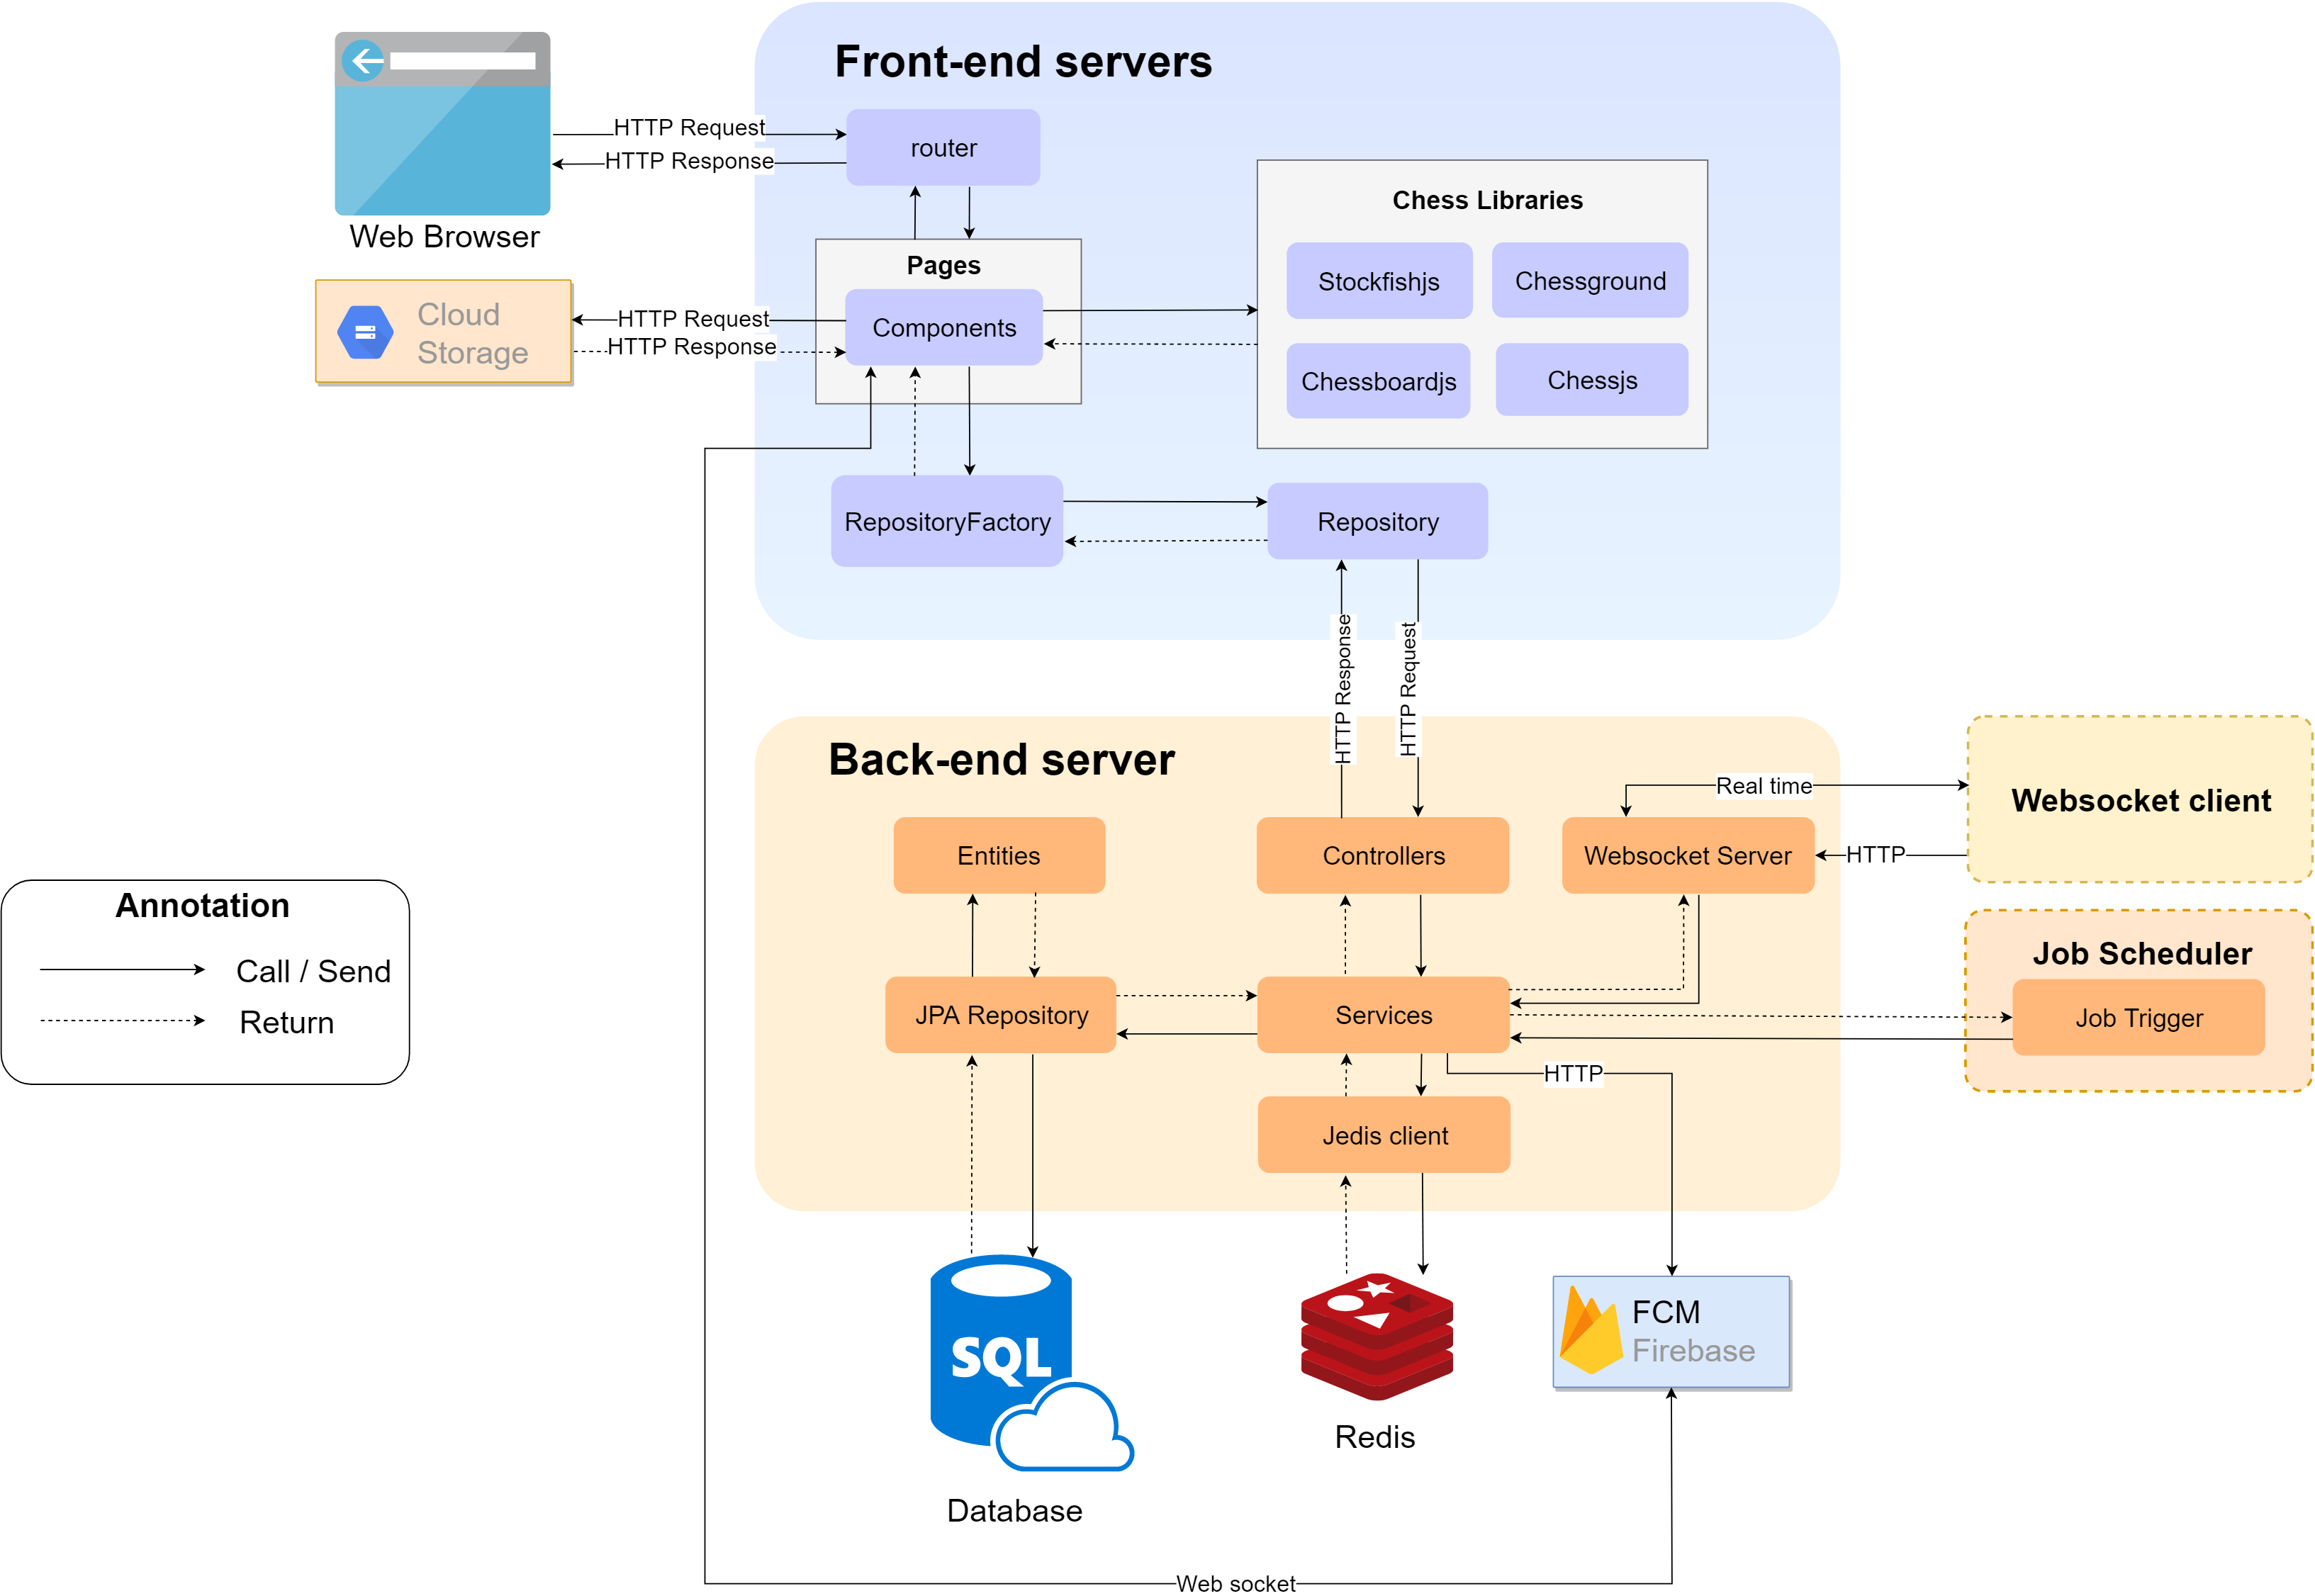 Front-end servers
HTTP Request
router
HTTP Response
Web Browser
Chess Libraries
Pages
Stockfishjs
Chessground
Cloud
Storage
HTTP Request
HTTP Response
Components
Chessboardjs
Chessjs
RepositoryFactory
Repository
HTTP Response
HTTP Request
Back-end server
Real time
Websocket client
Entities
Controllers
Websocket Server
HTTP
Annotation
Call / Send
Return
Job Scheduler
JPA Repository
Services
Job Trigger
HTTP
Jedis client
SQL
FCM
Firebase
Redis
Database
Web socket